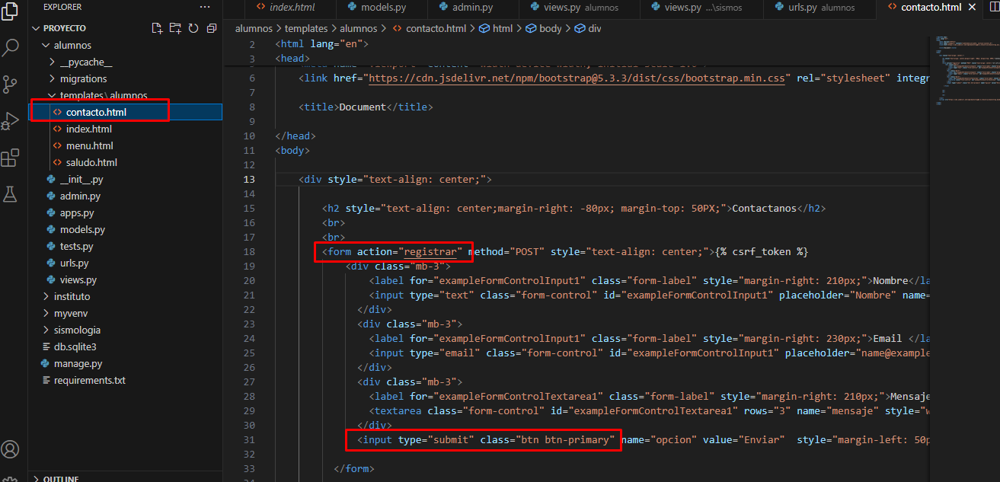 EXPLORER
PROYECTO
alumnos
__pycache__
migrations
templates\alumnos
contacto.html
index.html
menu.html
saludo.html
__init__.py
admin.py
apps.py
models.py
tests.py
urls.py
views.py
instituto
myvenv
sismologia
db.sqlite3
manage.py
requirements.txt
OUTLINE
index.html models.py admin.py views.py alumnos views.py ...\sismos urls.py alumnos contacto.html
alumnos > templates > alumnos > contacto.html > html > body > div
2 <html lang="en">
3 <head>
6 <link href="https://cdn.jsdelivr.net/npm/bootstrap@5.3.3/dist/css/bootstrap.min.css" rel="stylesheet" integr
7
8 <title>Document</title>
9
10 </head>
11 <body>
12
13 <div style="text-align: center;">
14
15 <h2 style="text-align: center;margin-right: -80px; margin-top: 50PX;">Contactanos</h2>
16 <br>
17 <br>
18 <form action="registrar" method="POST" style="text-align: center;">{% csrf_token %}
19 <div class="mb-3">
20 <label for="exampleFormControlInput1" class="form-label" style="margin-right: 210px;">Nombre</la
21 <input type="text" class="form-control" id="exampleFormControlInput1" placeholder="Nombre" name=
22 </div>
23 <div class="mb-3">
24 <label for="exampleFormControlInput1" class="form-label" style="margin-right: 230px;">Email </la
25 <input type="email" class="form-control" id="exampleFormControlInput1" placeholder="name@example
26 </div>
27 <div class="mb-3">
28 <label for="exampleFormControlTextarea1" class="form-label" style="margin-right: 210px;">Mensaje
29 <textarea class="form-control" id="exampleFormControlTextarea1" rows="3" name="mensaje" style="w
30 </div>
31 <input type="submit" class="btn btn-primary" name="opcion" value="Enviar" style="margin-left: 50p
32
33 </form>